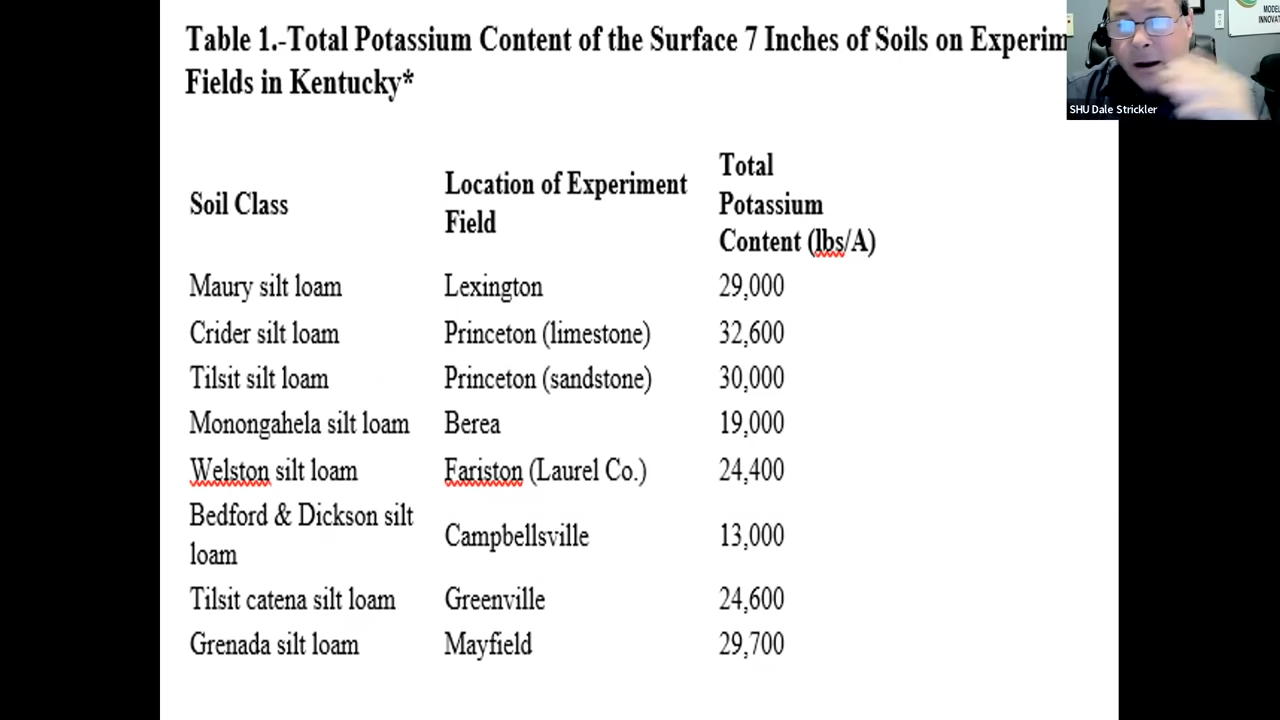 Table 1.-Total Potassium Content of the Surface 7 Inches of Soils on Experim
Fields in Kentucky*
MODEL
INNOVAT
SHU Dale Strickler
Soil Class
Location of Experiment
Field
Total
Potassium
Content (lbs/A)
Maury silt loam Lexington 29,000
Crider silt loam Princeton (limestone) 32,600
Tilsit silt loam Princeton (sandstone) 30,000
Monongahela silt loam Berea 19,000
Welston silt loam Fariston (Laurel Co.) 24,400
Bedford & Dickson silt
loam
Campbellsville 13,000
Tilsit catena silt loam Greenville 24,600
Grenada silt loam Mayfield 29,700